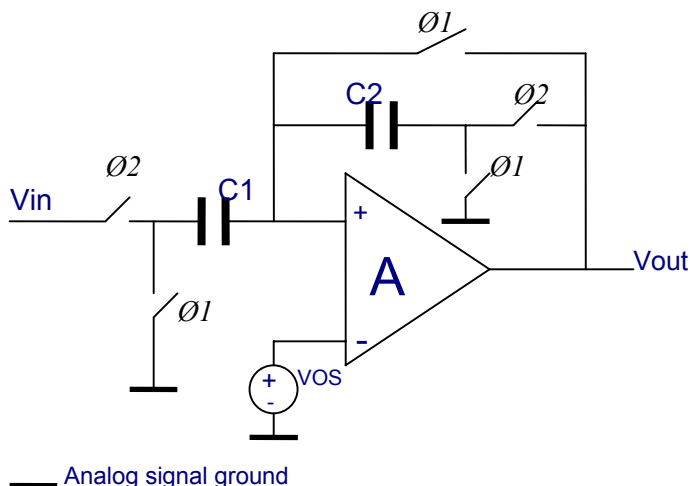 Ø1
C2
Ø2
Ø1
Ø2
Vin
C1
+
A
Vout
Ø1
-
+
VOS
-
Analog signal ground